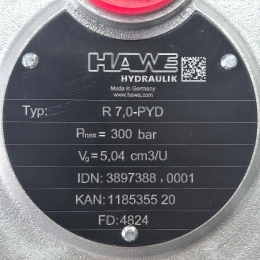 HAWE
HYDRAULIK
Made in Germany
www.hawe.com
Typ: R 7,0-PYD
Pmax = 300 bar
Vg = 5,04 cm3/U
IDN: 3897388 , 0001
KAN: 1185355 20
FD: 4824